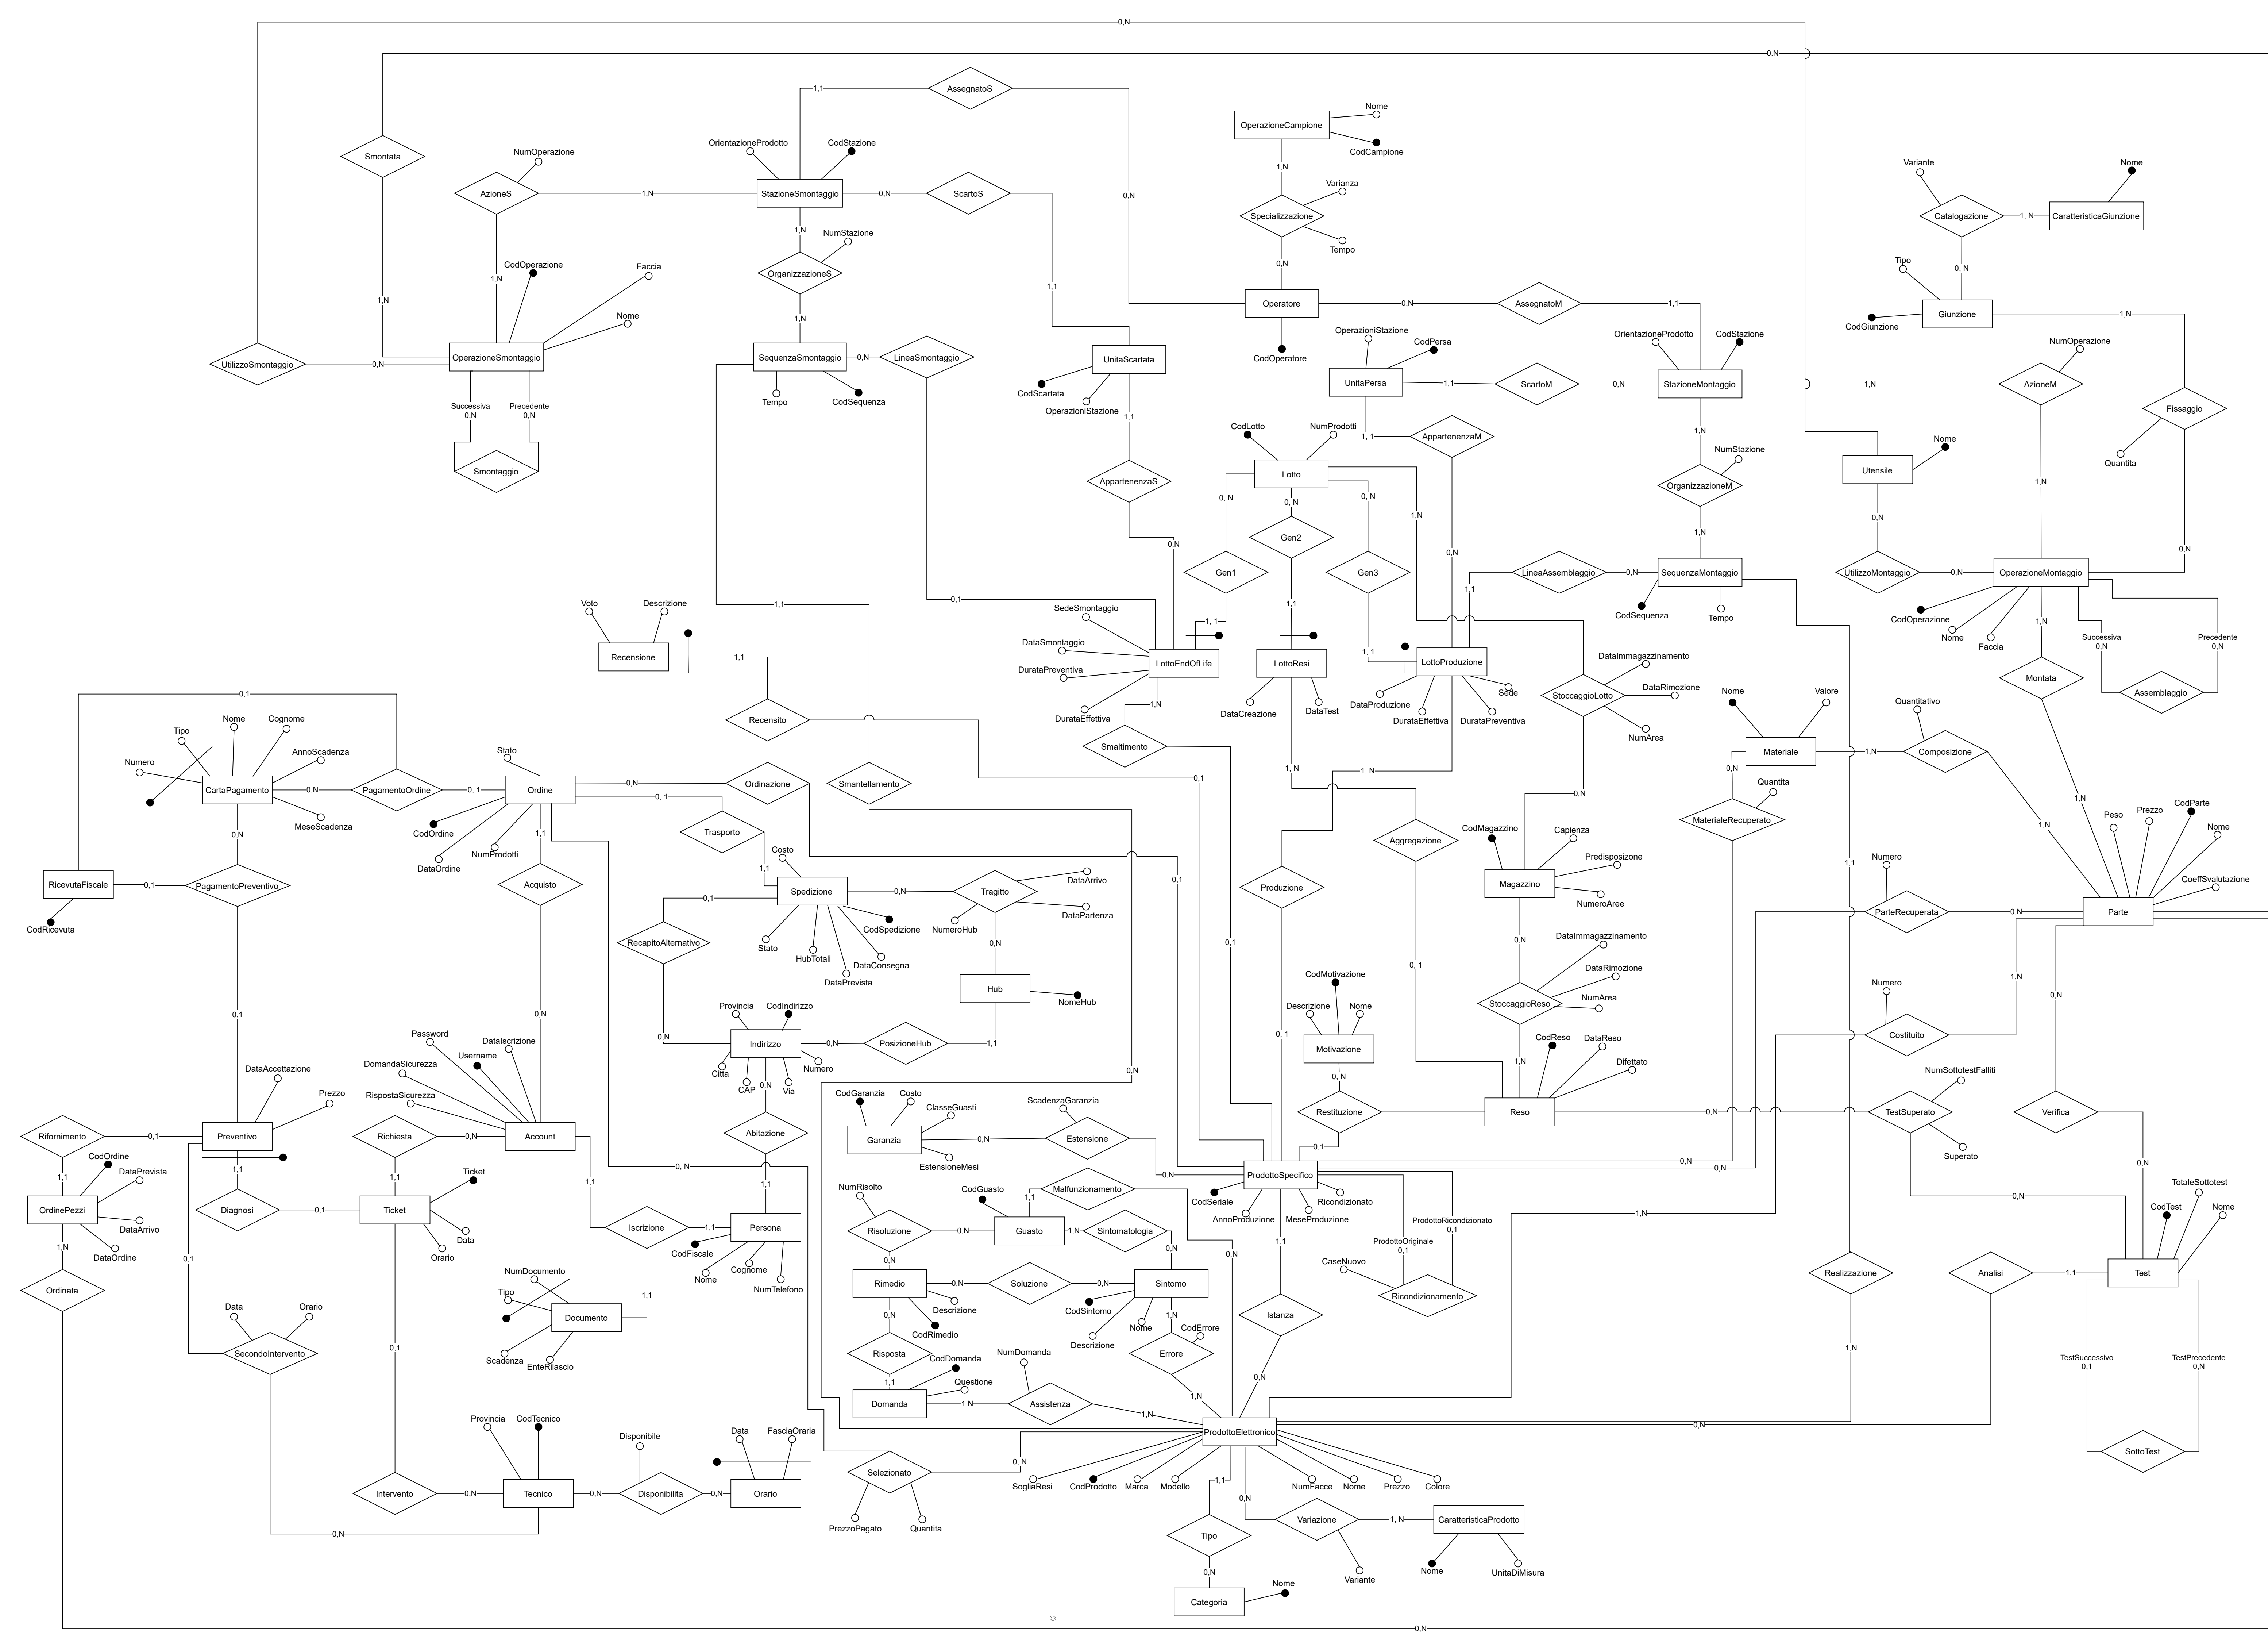 0,N
0,N
1,1
AssegnatoS
Nome
OperazioneCampione
CodCampione
Smontata
NumOperazione
OrientazioneProdotto
CodStazione
1,N
Variante
Nome
AzioneS
1,N
StazioneSmontaggio
0,N
ScartoS
0,N
Varianza
Specializzazione
Tempo
Catalogazione
1, N
CaratteristicaGiunzione
1,N
NumStazione
OrganizzazioneS
CodOperazione
Faccia
1,N
1,N
1,1
0,N
0, N
Tipo
Giunzione
CodGiunzione
1,N
Nome
1,N
Operatore
0,N
AssegnatoM
1,1
CodOperatore
OperazioniStazione
CodPersa
OrientazioneProdotto
CodStazione
NumOperazione
UtilizzoSmontaggio
0,N
OperazioneSmontaggio
SequenzaSmontaggio
0,N
LineaSmontaggio
UnitaScartata
CodScartata
OperazioniStazione
UnitaPersa
1,1
ScartoM
0,N
StazioneMontaggio
1,N
AzioneM
Tempo
CodSequenza
Successiva
0,N
Precedente
0,N
Smontaggio
1,1
Fissaggio
Quantita
CodLotto
NumProdotti
1, 1
AppartenenzaM
1,N
NumStazione
Nome
Utensile
Lotto
AppartenenzaS
OrganizzazioneM
1,N
0, N
0, N
0, N
1,N
0,N
Gen2
1,N
0,N
0,N
0,N
Gen1
Gen3
LineaAssemblaggio
0,N
SequenzaMontaggio
UtilizzoMontaggio
0,N
OperazioneMontaggio
1,1
0,1
1,1
1,1
CodSequenza
Tempo
CodOperazione
Nome
Faccia
1,N
Successiva
0,N
Precedente
0,N
Voto
Descrizione
Recensione
1,1
SedeSmontaggio
DataSmontaggio
DurataPreventiva
DurataEffettiva
1, 1
LottoEndOfLife
LottoResi
1, 1
LottoProduzione
DataCreazione
DataTest
DataProduzione
DurataEffettiva
DurataPreventiva
Sede
DataImmagazzinamento
StoccaggioLotto
DataRimozione
NumArea
Montata
Assemblaggio
0,1
Recensito
1,N
Smaltimento
Nome
Valore
Materiale
1,N
Quantitativo
Composizione
Numero
Tipo
Nome
Cognome
AnnoScadenza
CartaPagamento
0,N
PagamentoOrdine
0, 1
Stato
Ordine
0,N
Ordinazione
Smantellamento
0,1
1, N
1, N
0,N
0,N
Quantita
1,N
MeseScadenza
0, 1
CodOrdine
DataOrdine
NumProdotti
1,1
Trasporto
MaterialeRecuperato
Peso
Prezzo
CodParte
Nome
1,N
0,N
Costo
1,1
Aggregazione
CodMagazzino
Capienza
Predisposizone
Magazzino
NumeroAree
1,1
Numero
CoeffSvalutazione
RicevutaFiscale
0,1
PagamentoPreventivo
Acquisto
Spedizione
0,N
Tragitto
DataArrivo
DataPartenza
NumeroHub
0,1
Produzione
CodRicevuta
0,1
CodSpedizione
Stato
HubTotali
DataPrevista
DataConsegna
ParteRecuperata
0,N
Parte
RecapitoAlternativo
0,N
0,1
0,N
DataImmagazzinamento
DataRimozione
NumArea
StoccaggioReso
0, 1
Hub
NomeHub
CodMotivazione
Descrizione
Nome
Motivazione
Numero
1,N
0,N
Costituito
0,1
0,N
Provincia
CodIndirizzo
Indirizzo
0,N
PosizioneHub
1,1
0,N
Citta
CAP
0,N
Via
Numero
0, 1
Password
DataIscrizione
DomandaSicurezza
Username
RispostaSicurezza
DataAccettazione
Prezzo
0,N
0, N
1,N
CodReso
DataReso
Difettato
NumSottotestFalliti
CodGaranzia
Costo
ClasseGuasti
Garanzia
EstensioneMesi
0,N
ScadenzaGaranzia
Estensione
Restituzione
Reso
0,N
TestSuperato
Superato
Verifica
Rifornimento
0,1
Preventivo
Richiesta
0,N
Account
Abitazione
0,1
0,N
0,N
0,N
0, N
1,1
CodOrdine
DataPrevista
DataArrivo
DataOrdine
OrdinePezzi
1,1
1,1
Ticket
Diagnosi
0,1
Ticket
Data
Orario
1,1
1,1
ProdottoSpecifico
CodSeriale
AnnoProduzione
MeseProduzione
Ricondizionato
0,N
NumRisolto
CodGuasto
1,1
Malfunzionamento
Risoluzione
0,N
Guasto
1,N
Sintomatologia
Iscrizione
1,1
Persona
CodFiscale
Nome
Cognome
NumTelefono
1,N
1,N
0,N
TotaleSottotest
CodTest
Nome
ProdottoRicondizionato
0,1
ProdottoOriginale
0,1
CaseNuovo
Ricondizionamento
1,1
0,N
0,N
0,N
0,1
Ordinata
NumDocumento
Tipo
Documento
Scadenza
EnteRilascio
1,1
Rimedio
0,N
Soluzione
0,N
Sintomo
Descrizione
CodRimedio
CodSintomo
Nome
Descrizione
1,N
CodErrore
Istanza
Realizzazione
Analisi
1,1
Test
Data
Orario
SecondoIntervento
0,1
0,N
Risposta
CodDomanda
NumDomanda
Errore
1,N
TestSuccessivo
0,1
TestPrecedente
0,N
1,1
Questione
Domanda
1,N
Assistenza
1,N
1,N
0,N
ProdottoElettronico
0,N
Provincia
CodTecnico
Disponibile
Data
FasciaOraria
SottoTest
Intervento
0,N
Tecnico
0,N
Disponibilita
0,N
Orario
Selezionato
0, N
PrezzoPagato
Quantita
SogliaResi
CodProdotto
Marca
Modello
1,1
0,N
NumFacce
Nome
Prezzo
Colore
0,N
Tipo
Variazione
1, N
CaratteristicaProdotto
Variante
Nome
UnitaDiMisura
0,N
Categoria
Nome
0,N